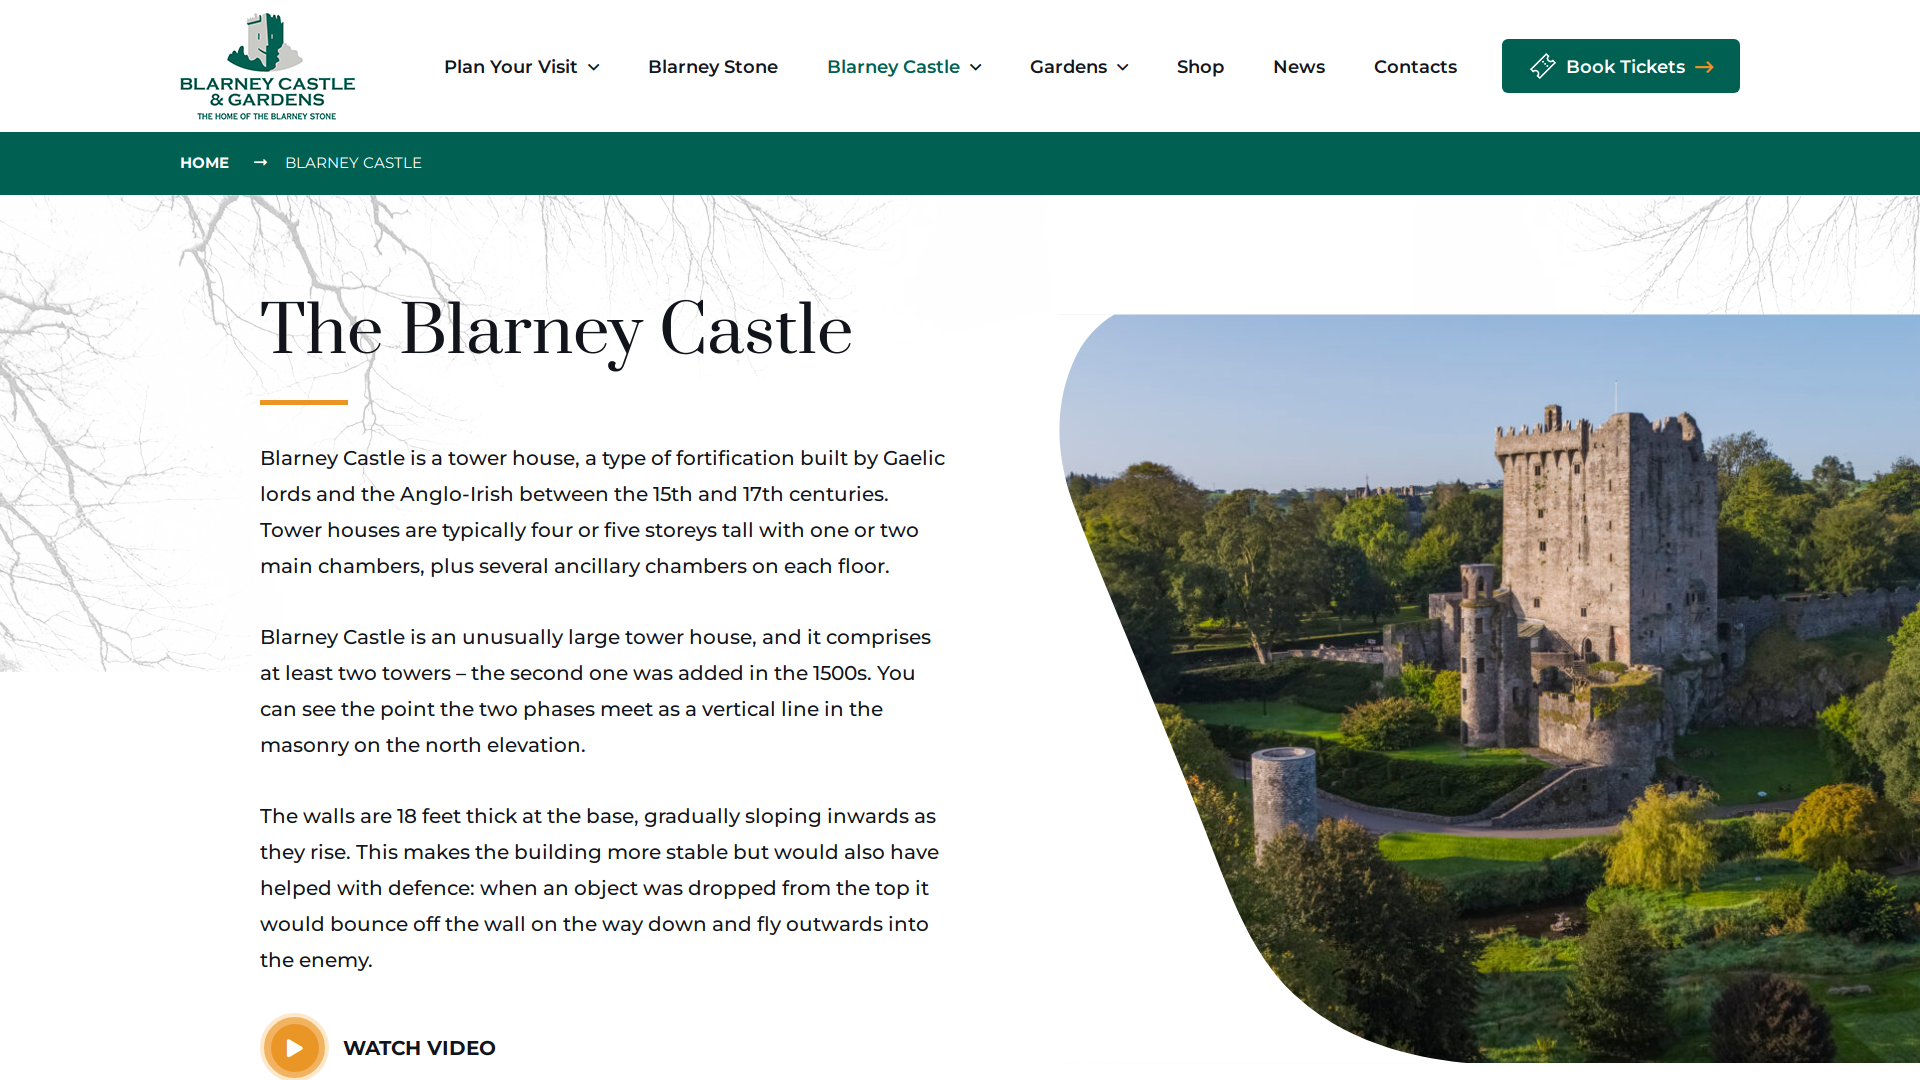 BLARNEY CASTLE
& GARDENS
THE HOME OF THE BLARNEY STONE
Plan Your Visit
Blarney Stone
Blarney Castle
Gardens
Shop
News
Contacts
Book Tickets
HOME
BLARNEY CASTLE
The Blarney Castle
Blarney Castle is a tower house, a type of fortification built by Gaelic
lords and the Anglo-Irish between the 15th and 17th centuries.
Tower houses are typically four or five storeys tall with one or two
main chambers, plus several ancillary chambers on each floor.
Blarney Castle is an unusually large tower house, and it comprises
at least two towers – the second one was added in the 1500s. You
can see the point the two phases meet as a vertical line in the
masonry on the north elevation.
The walls are 18 feet thick at the base, gradually sloping inwards as
they rise. This makes the building more stable but would also have
helped with defence: when an object was dropped from the top it
would bounce off the wall on the way down and fly outwards into
the enemy.
WATCH VIDEO